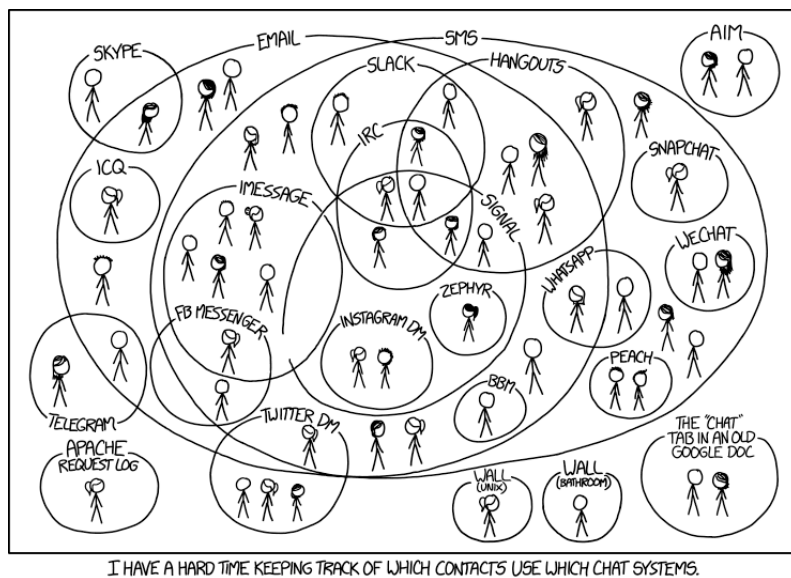 SKYPE
EMAIL
SMS
AIM
SLACK
HANGOUTS
IRC
SNAPCHAT
ICQ
IMESSAGE
SIGNAL
WECHAT
WHATSAPP
ZEPHYR
FB MESSENGER
INSTAGRAM DM
PEACH
BBM
TELEGRAM
TWITTER DM
THE "CHAT"
TAB IN AN OLD
GOOGLE DOC
APACHE
REQUEST LOG
WALL
(UNIX)
WALL
(BATHROOM)
I HAVE A HARD TIME KEEPING TRACK OF WHICH CONTACTS USE WHICH CHAT SYSTEMS.